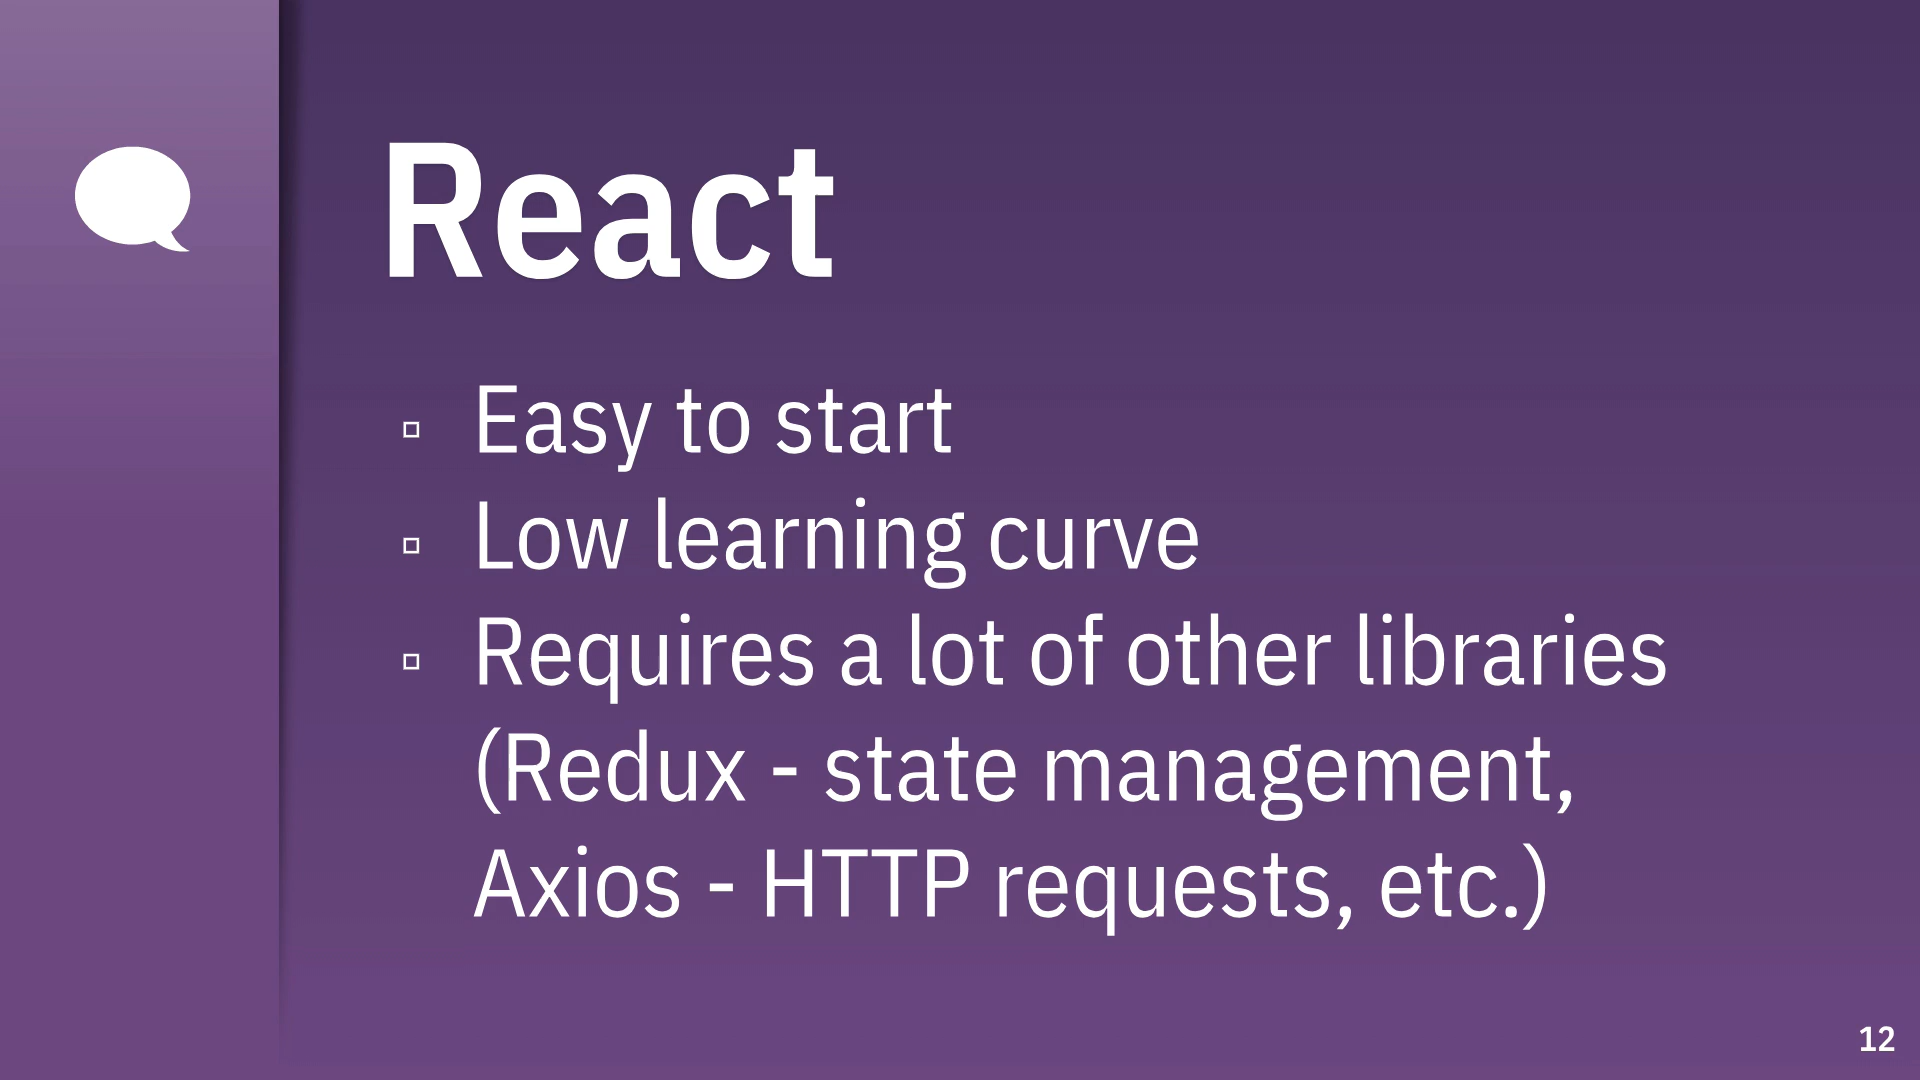 React
▫ Easy to start
▫ Low learning curve
▫ Requires a lot of other libraries
(Redux - state management,
Axios - HTTP requests, etc.)
12